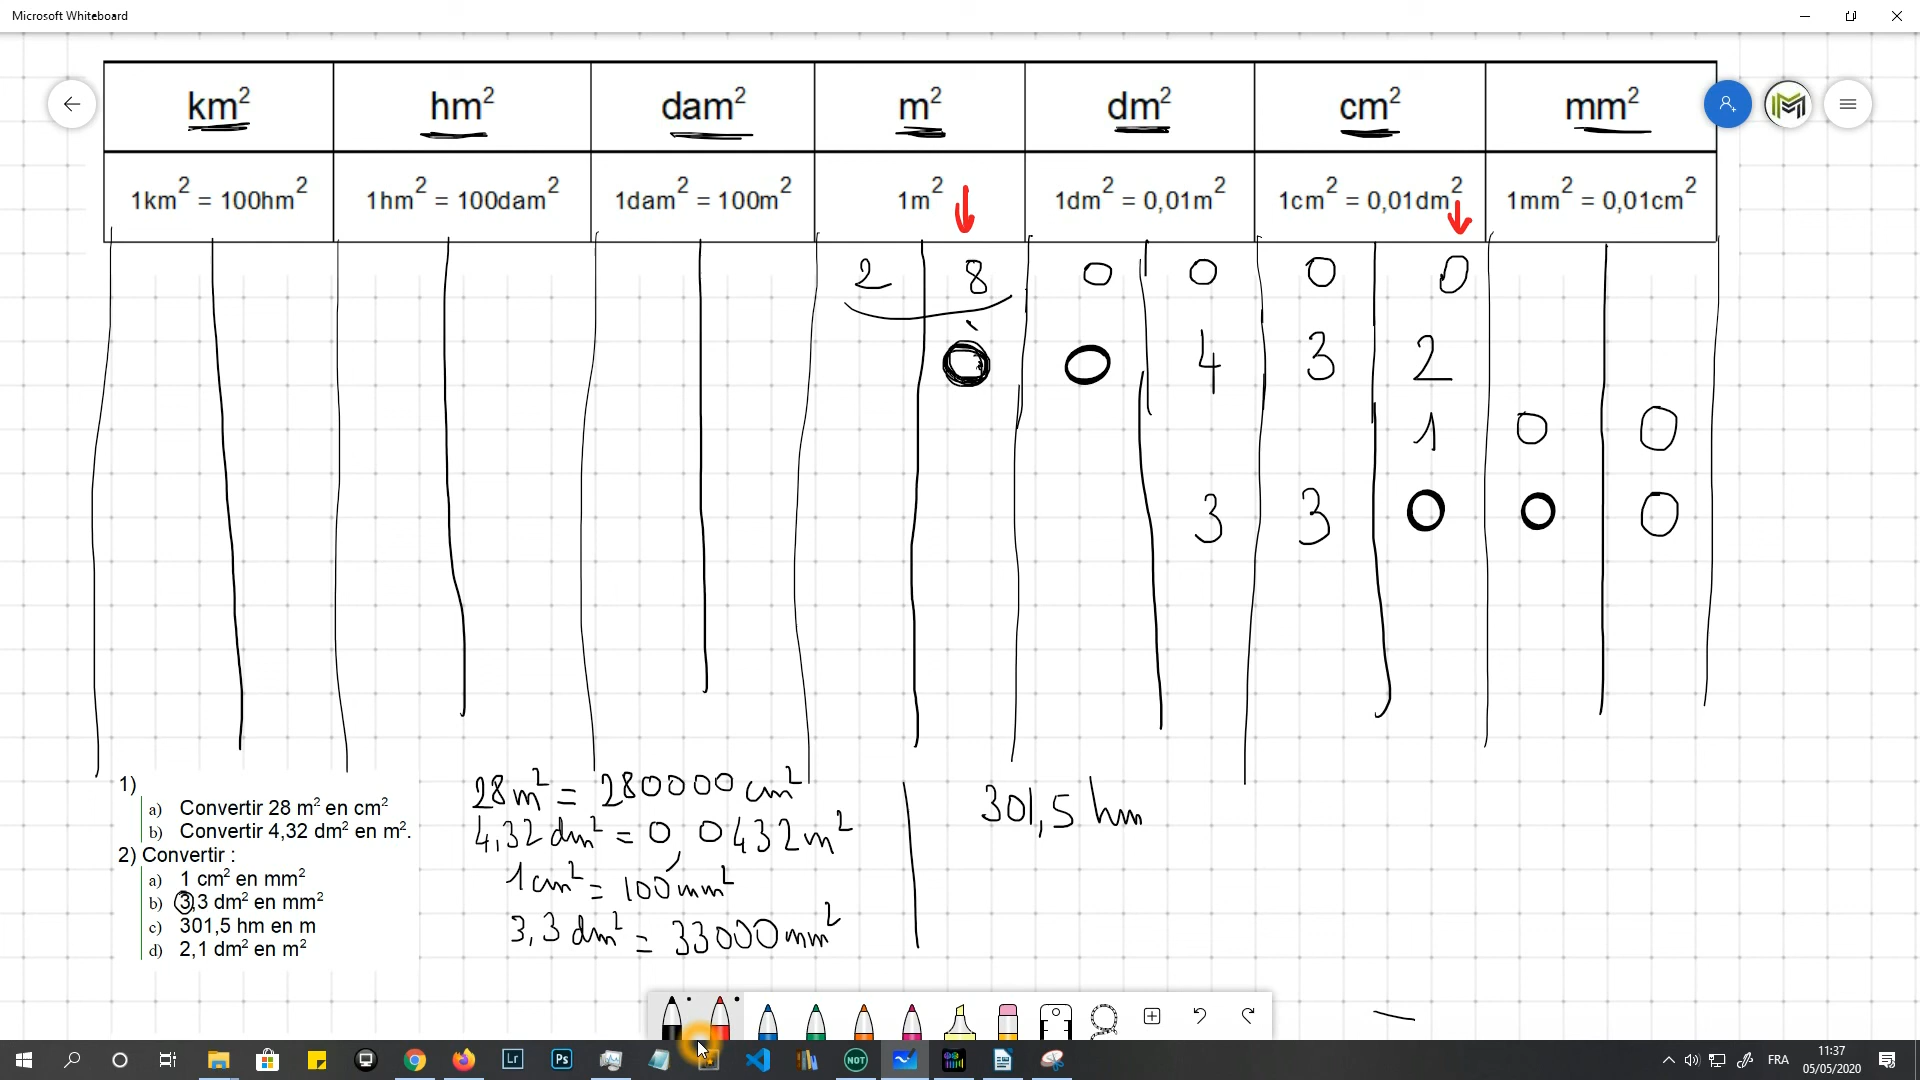 Microsoft Whiteboard
km² hm² dam² m² dm² cm² mm²
1km² = 100hm² 1hm² = 100dam² 1dam² = 100m² 1m² 1dm² = 0,01m² 1cm² = 0,01dm² 1mm² = 0,01cm²
2 8 0 0 0 0
0 0 4 3 2
1 0 0
3 3 0 0 0
1)
a) Convertir 28 m² en cm²
b) Convertir 4,32 dm² en m².
2) Convertir :
a) 1 cm² en mm²
b) 3,3 dm² en mm²
c) 301,5 hm en m
d) 2,1 dm² en m²
28m² = 280000 cm²
4,32 dm² = 0,0432 m²
1cm² = 100 mm²
3,3 dm² = 33000 mm²
301,5 hm
Lr Ps NOT
FRA
11:37
05/05/2020